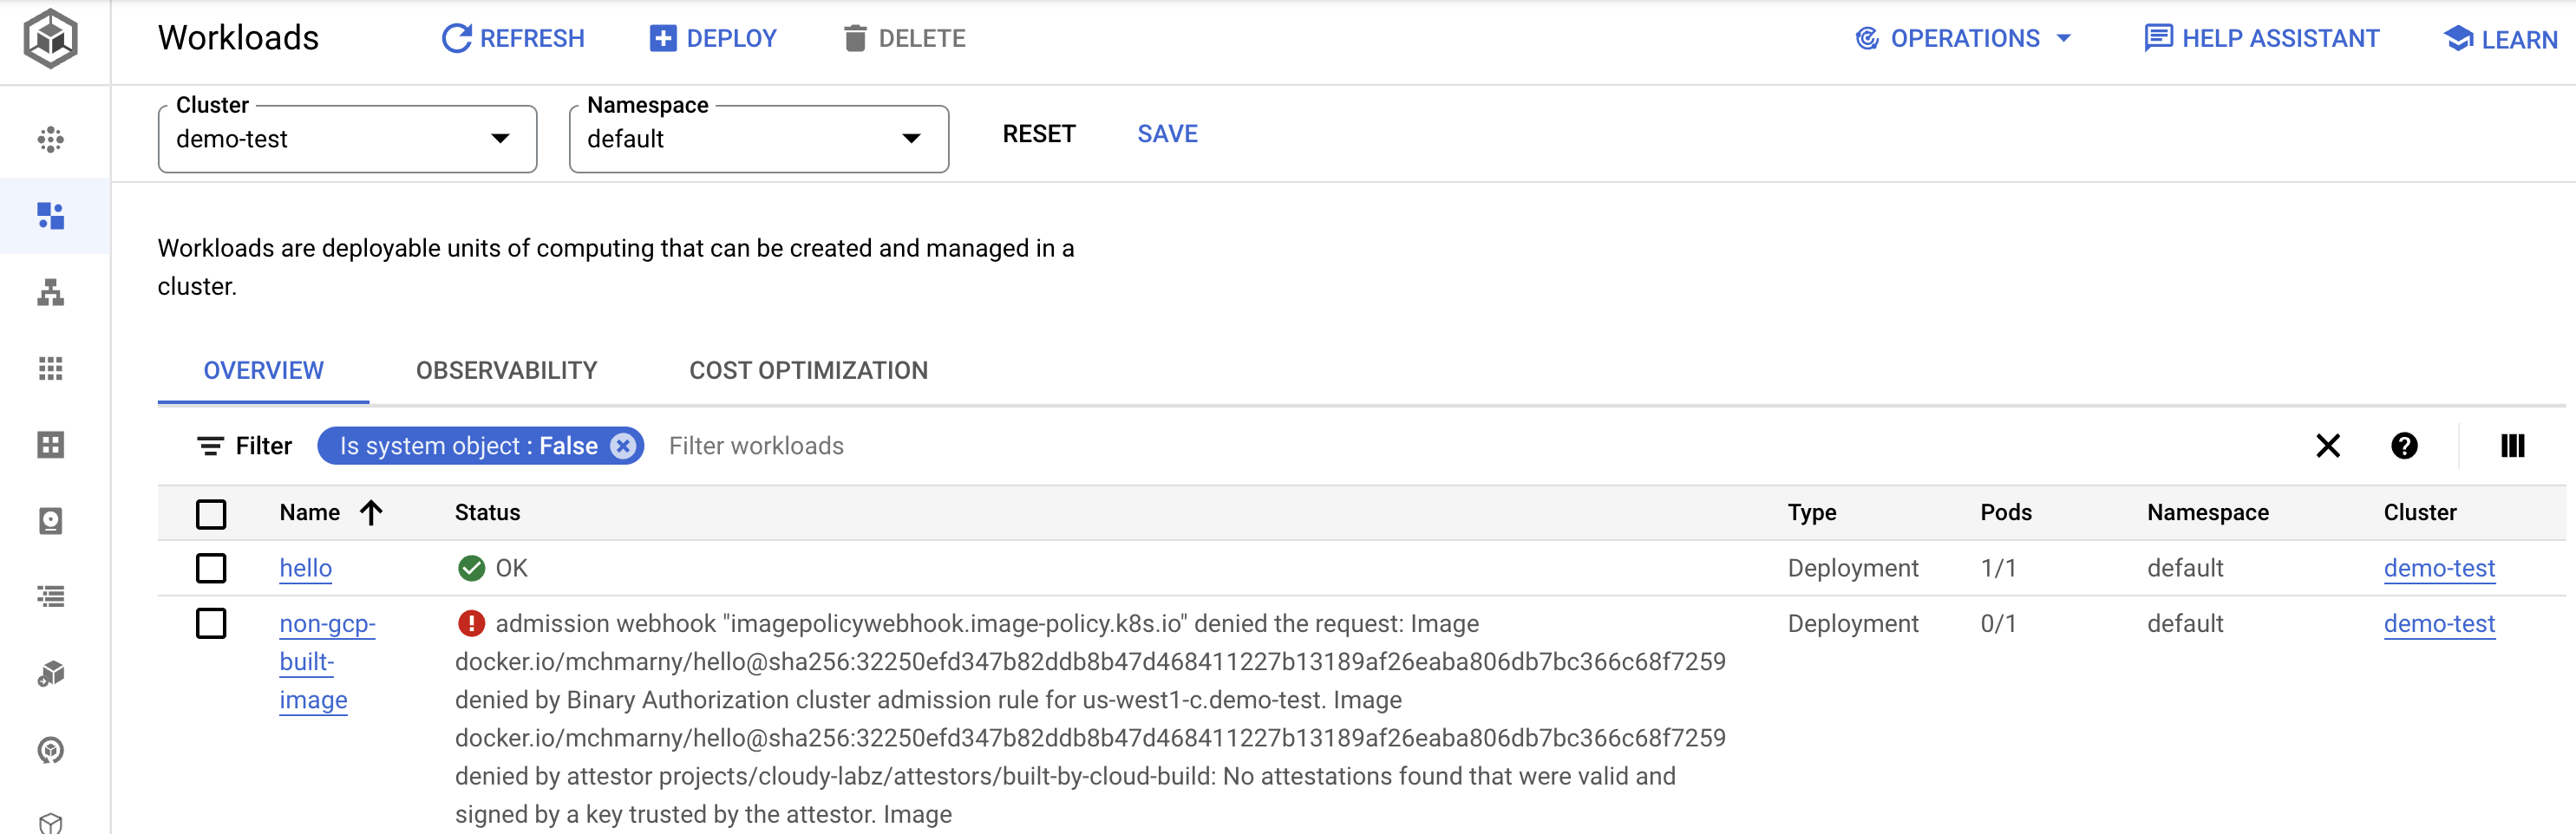 Workloads REFRESH DEPLOY DELETE OPERATIONS HELP ASSISTANT LEARN
Cluster Namespace
demo-test default RESET SAVE
Workloads are deployable units of computing that can be created and managed in a
cluster.
OVERVIEW OBSERVABILITY COST OPTIMIZATION
Filter Is system object : False Filter workloads
Name Status Type Pods Namespace Cluster
hello OK Deployment 1/1 default demo-test
non-gcp- admission webhook "imagepolicywebhook.image-policy.k8s.io" denied the request: Image Deployment 0/1 default demo-test
built- docker.io/mchmarny/hello@sha256:32250efd347b82ddb8b47d468411227b13189af26eaba806db7bc366c68f7259
image denied by Binary Authorization cluster admission rule for us-west1-c.demo-test. Image
docker.io/mchmarny/hello@sha256:32250efd347b82ddb8b47d468411227b13189af26eaba806db7bc366c68f7259
denied by attestor projects/cloudy-labz/attestors/built-by-cloud-build: No attestations found that were valid and
signed by a key trusted by the attestor. Image